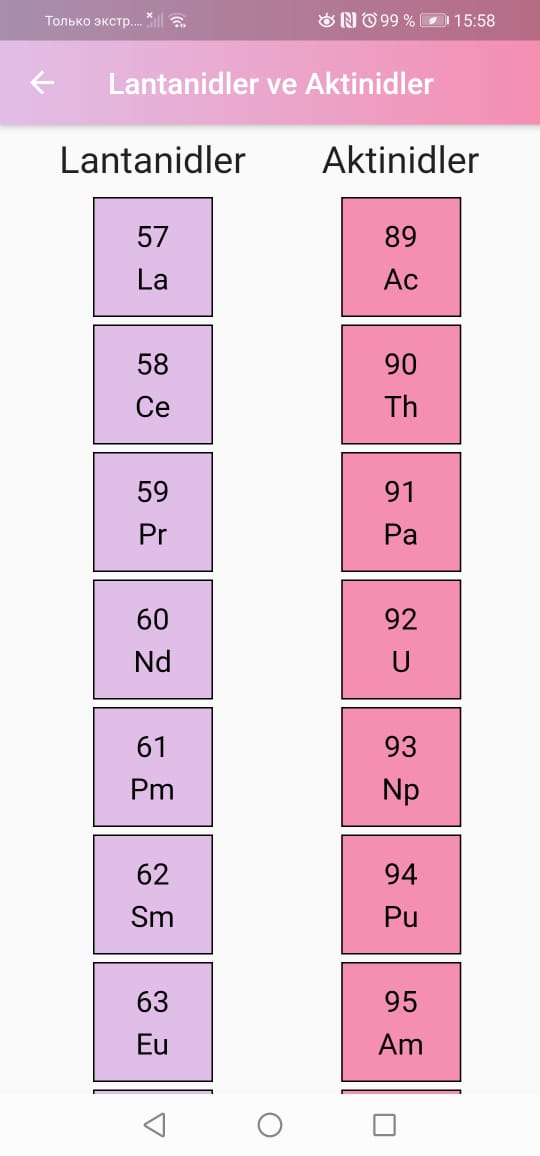 Только экстр.... 99 % 15:58
Lantanidler ve Aktinidler
Lantanidler Aktinidler
57 89
La Ac
58 90
Ce Th
59 91
Pr Pa
60 92
Nd U
61 93
Pm Np
62 94
Sm Pu
63 95
Eu Am